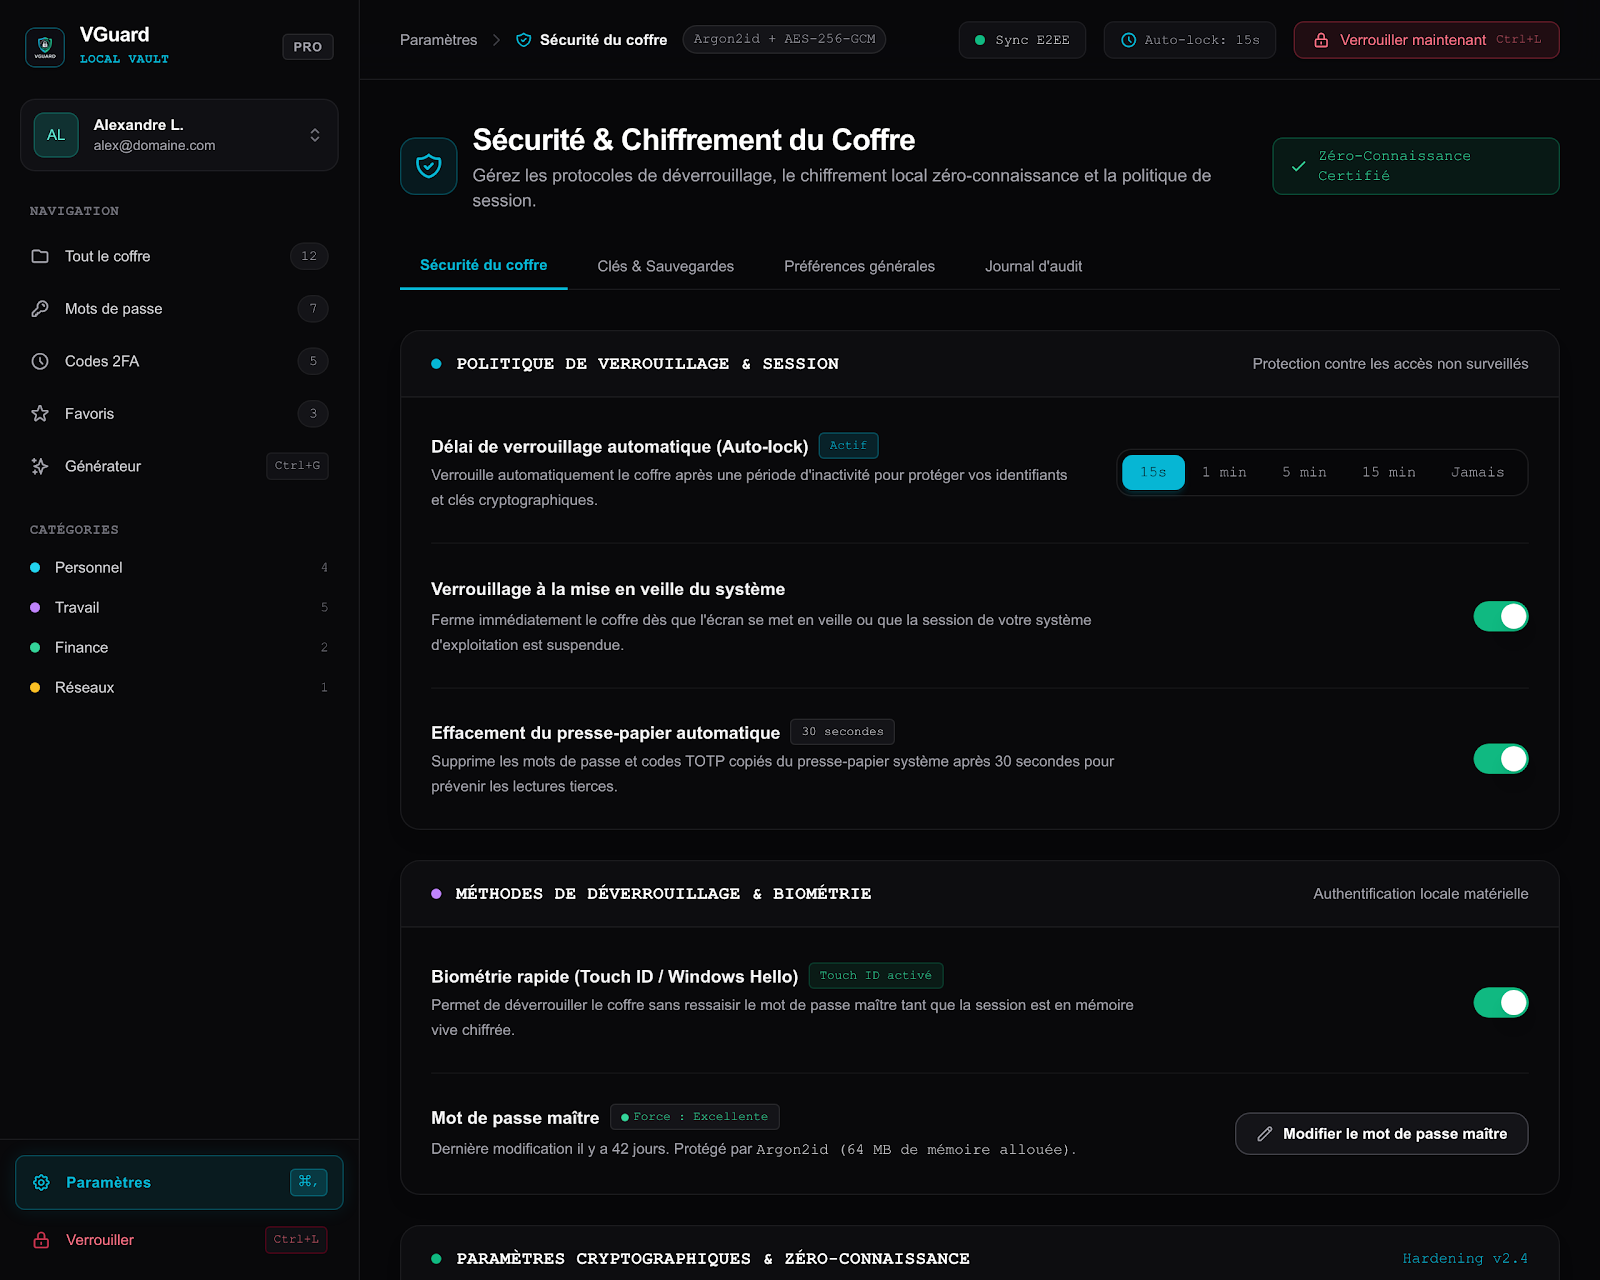 VGuard
LOCAL VAULT
PRO
VGUARD
AL
Alexandre L.
alex@domaine.com
NAVIGATION
Tout le coffre 12
Mots de passe 7
Codes 2FA 5
Favoris 3
Générateur Ctrl+G
CATÉGORIES
Personnel 4
Travail 5
Finance 2
Réseaux 1
Paramètres ⌘,
Verrouiller Ctrl+L
Paramètres > Sécurité du coffre Argon2id + AES-256-GCM
Sync E2EE
Auto-lock: 15s
Verrouiller maintenant Ctrl+L
Sécurité & Chiffrement du Coffre
Gérez les protocoles de déverrouillage, le chiffrement local zéro-connaissance et la politique de
session.
Zéro-Connaissance
Certifié
Sécurité du coffre Clés & Sauvegardes Préférences générales Journal d'audit
POLITIQUE DE VERROUILLAGE & SESSION Protection contre les accès non surveillés
Délai de verrouillage automatique (Auto-lock) Actif
Verrouille automatiquement le coffre après une période d'inactivité pour protéger vos identifiants
et clés cryptographiques.
15s 1 min 5 min 15 min Jamais
Verrouillage à la mise en veille du système
Ferme immédiatement le coffre dès que l'écran se met en veille ou que la session de votre système
d'exploitation est suspendue.
Effacement du presse-papier automatique 30 secondes
Supprime les mots de passe et codes TOTP copiés du presse-papier système après 30 secondes pour
prévenir les lectures tierces.
MÉTHODES DE DÉVERROUILLAGE & BIOMÉTRIE Authentification locale matérielle
Biométrie rapide (Touch ID / Windows Hello) Touch ID activé
Permet de déverrouiller le coffre sans ressaisir le mot de passe maître tant que la session est en mémoire
vive chiffrée.
Mot de passe maître Force : Excellente
Dernière modification il y a 42 jours. Protégé par Argon2id (64 MB de mémoire allouée).
Modifier le mot de passe maître
PARAMÈTRES CRYPTOGRAPHIQUES & ZÉRO-CONNAISSANCE Hardening v2.4